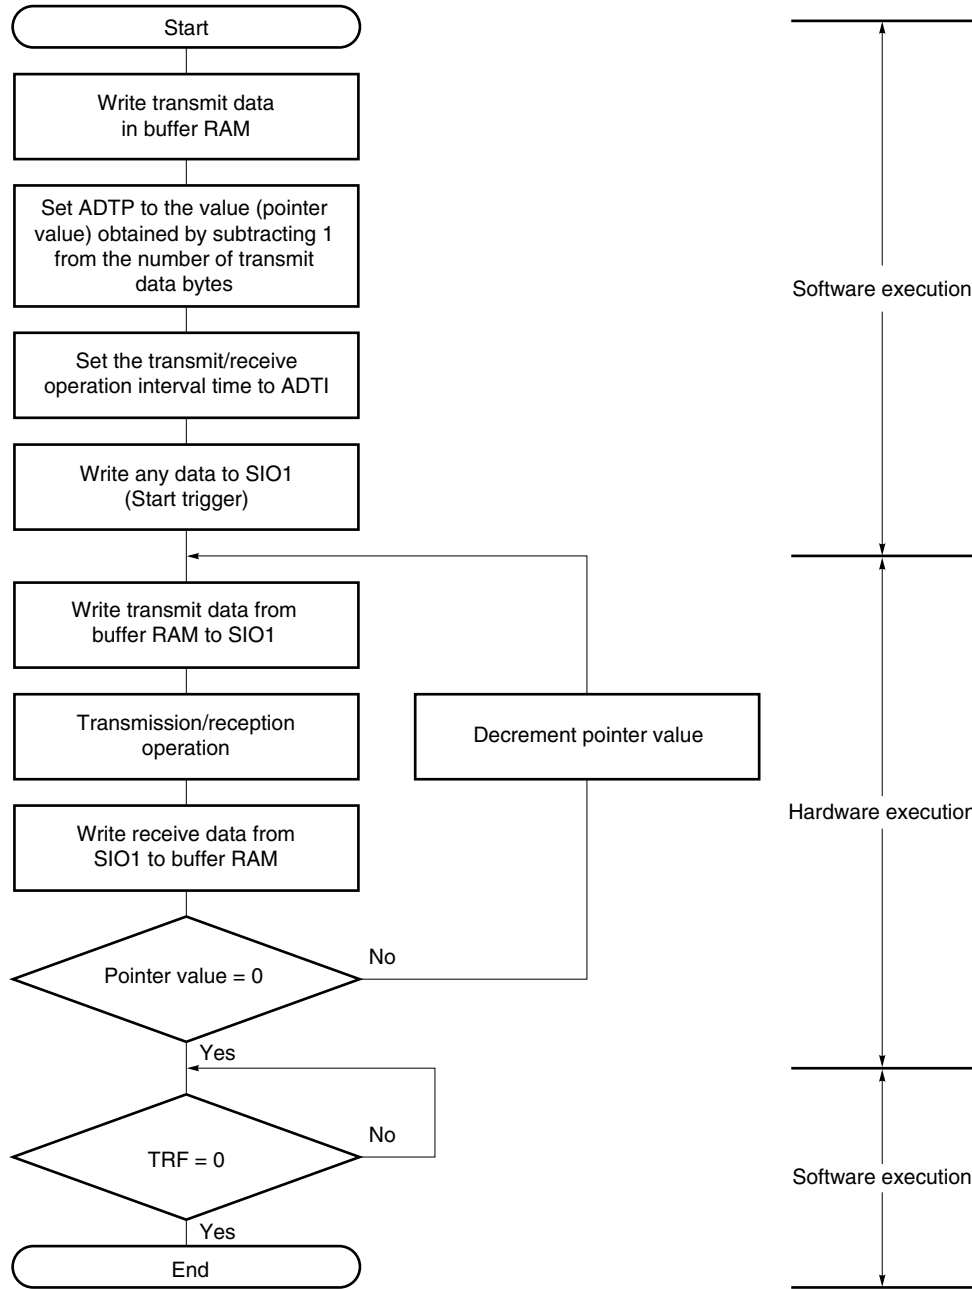 Start
Write transmit data
in buffer RAM
Set ADTP to the value (pointer
value) obtained by subtracting 1
from the number of transmit
data bytes
Software execution
Set the transmit/receive
operation interval time to ADTI
Write any data to SIO1
(Start trigger)
Write transmit data from
buffer RAM to SIO1
Transmission/reception
operation
Decrement pointer value
Hardware execution
Write receive data from
SIO1 to buffer RAM
No
Pointer value = 0
Yes
No
TRF = 0
Software execution
Yes
End